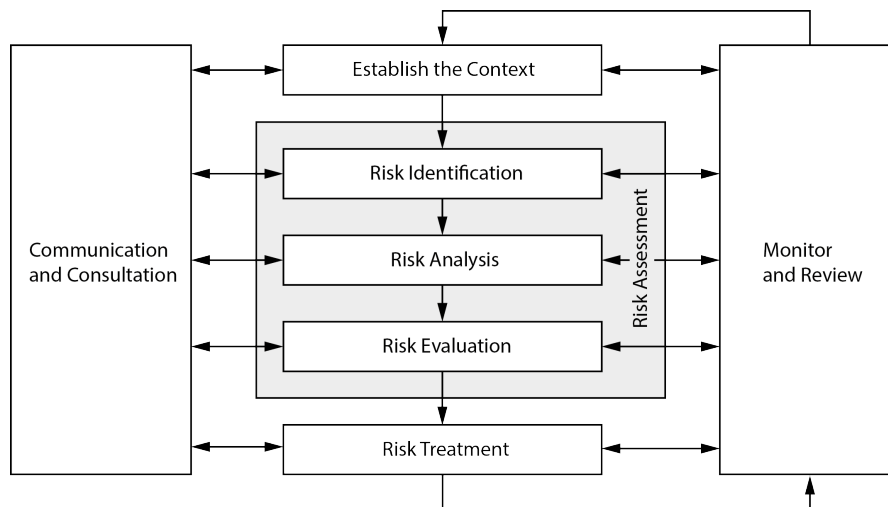 Establish the Context
Risk Identification
Communication
and Consultation
Risk Analysis
Risk Assessment
Monitor
and Review
Risk Evaluation
Risk Treatment